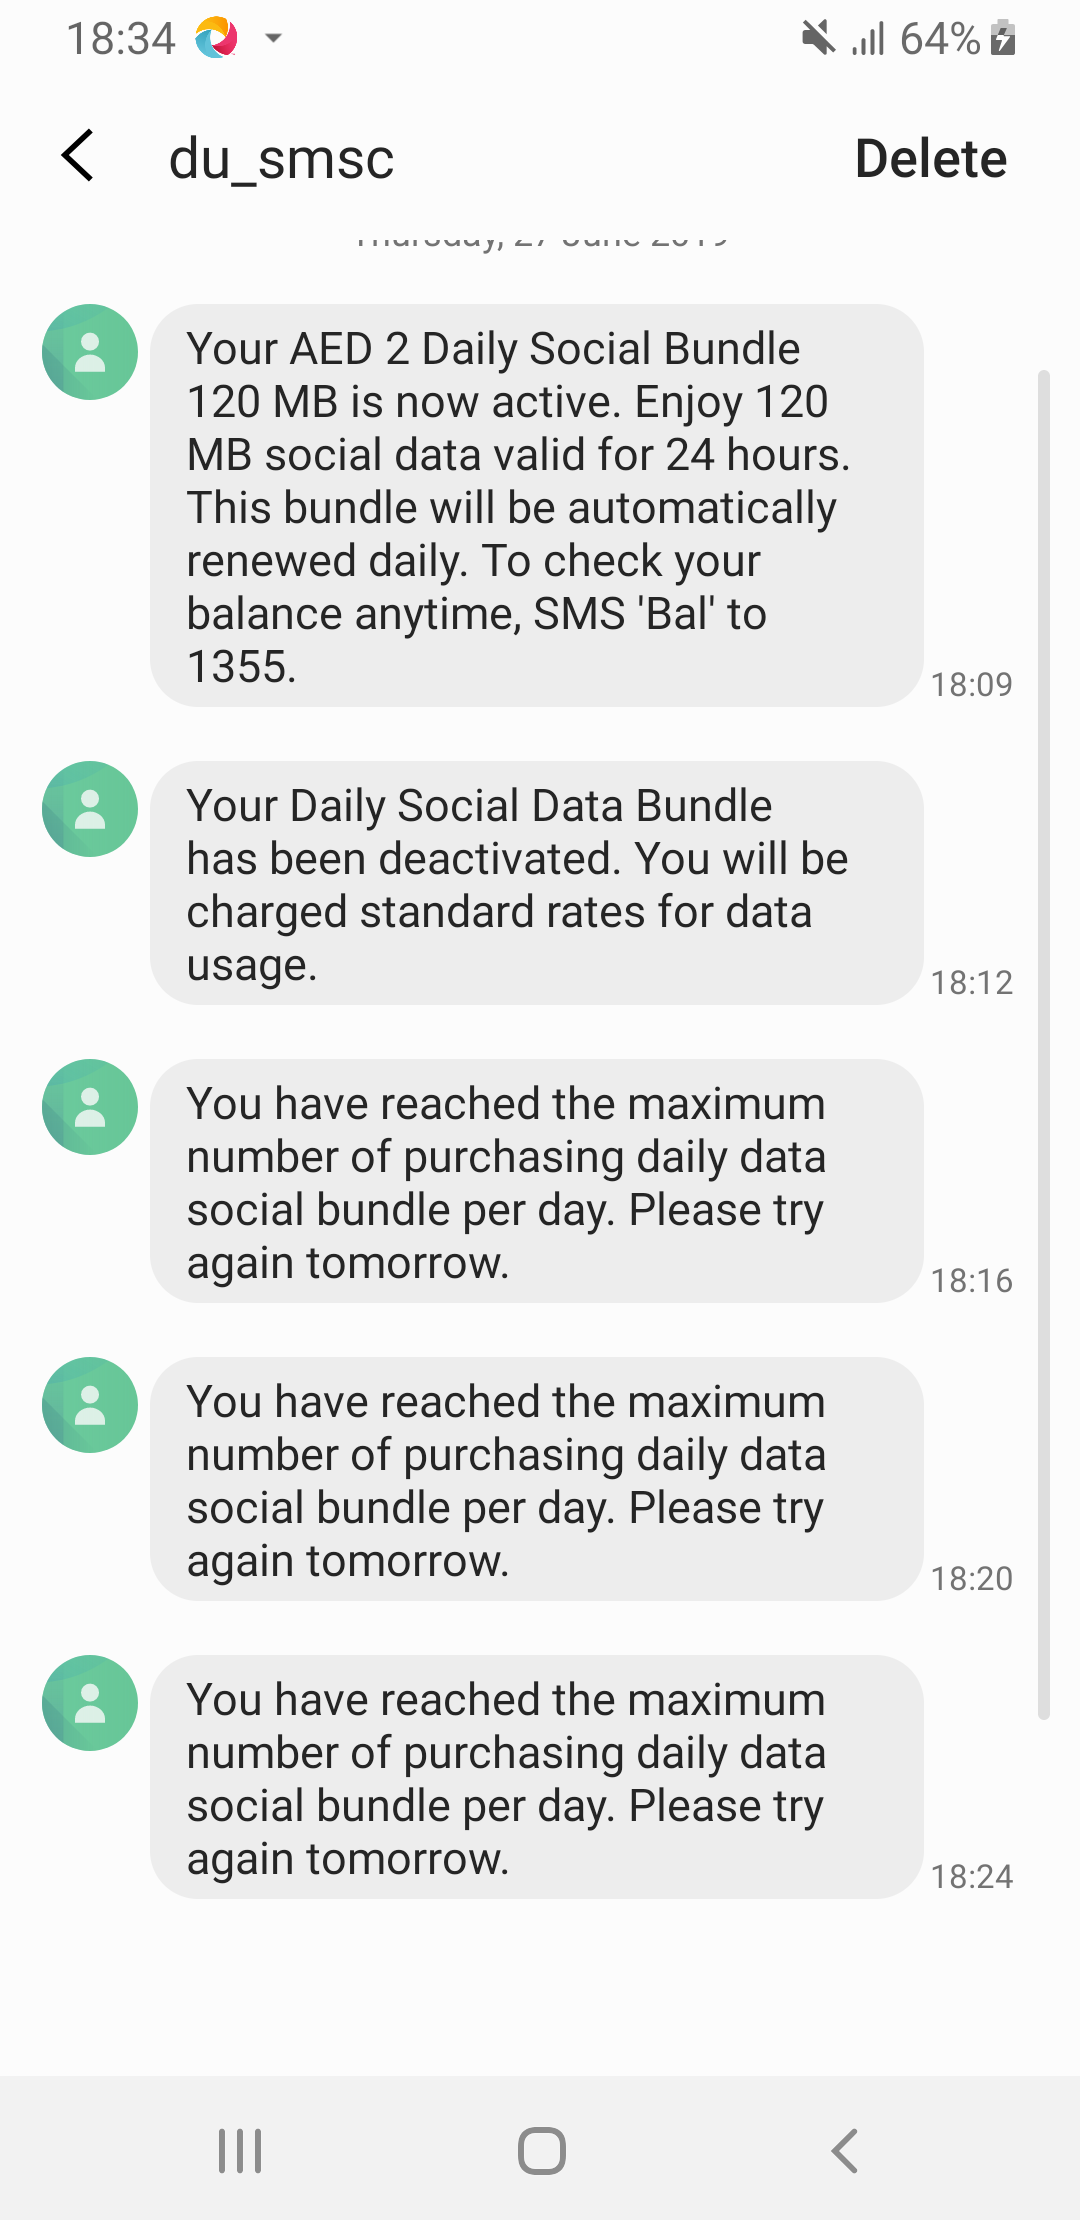 18:34
64%
du_smsc
Delete
Thursday, 27 June 2019
Your AED 2 Daily Social Bundle
120 MB is now active. Enjoy 120
MB social data valid for 24 hours.
This bundle will be automatically
renewed daily. To check your
balance anytime, SMS 'Bal' to
1355.
18:09
Your Daily Social Data Bundle
has been deactivated. You will be
charged standard rates for data
usage.
18:12
You have reached the maximum
number of purchasing daily data
social bundle per day. Please try
again tomorrow.
18:16
You have reached the maximum
number of purchasing daily data
social bundle per day. Please try
again tomorrow.
18:20
You have reached the maximum
number of purchasing daily data
social bundle per day. Please try
again tomorrow.
18:24